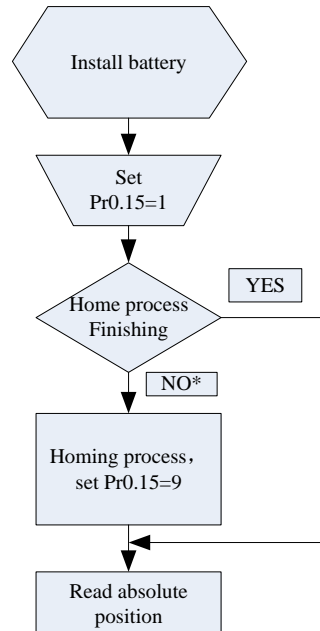 Install battery
Set
Pr0.15=1
Home process
Finishing
YES
NO*
Homing process，
set Pr0.15=9
Read absolute
position